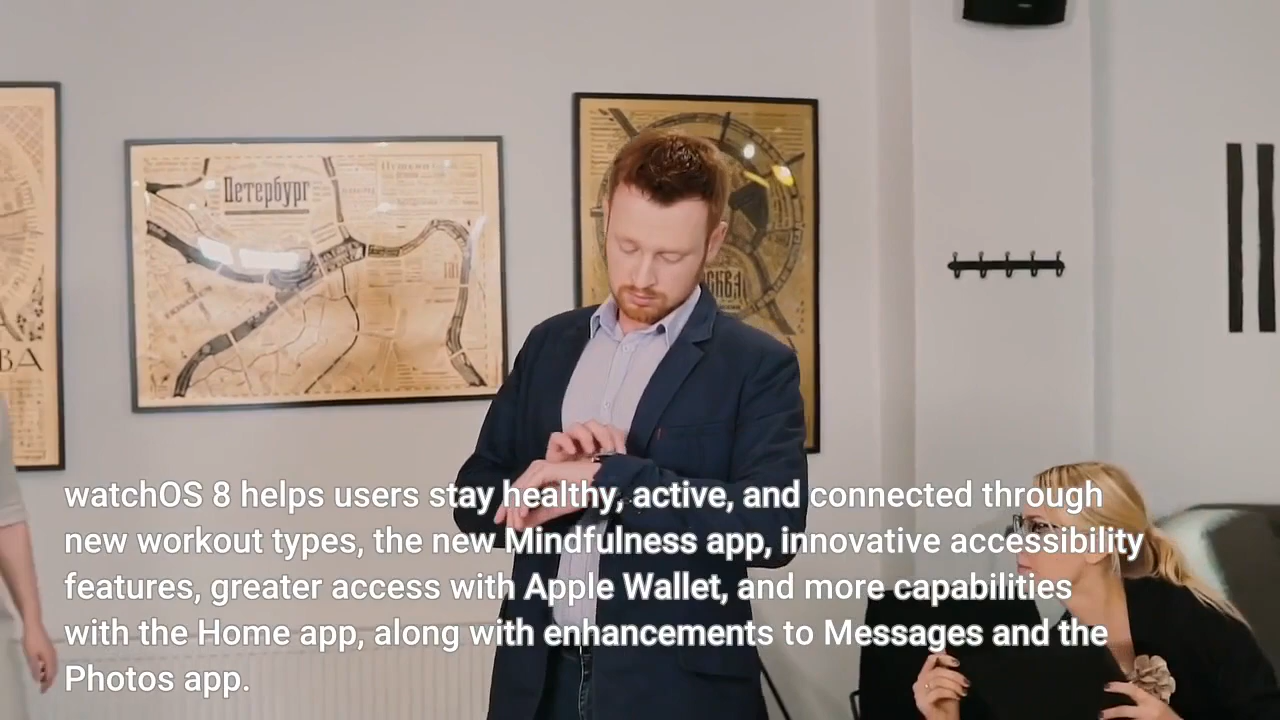 Петербург
watchOS 8 helps users stay healthy, active, and connected through
new workout types, the new Mindfulness app, innovative accessibility
features, greater access with Apple Wallet, and more capabilities
with the Home app, along with enhancements to Messages and the
Photos app.